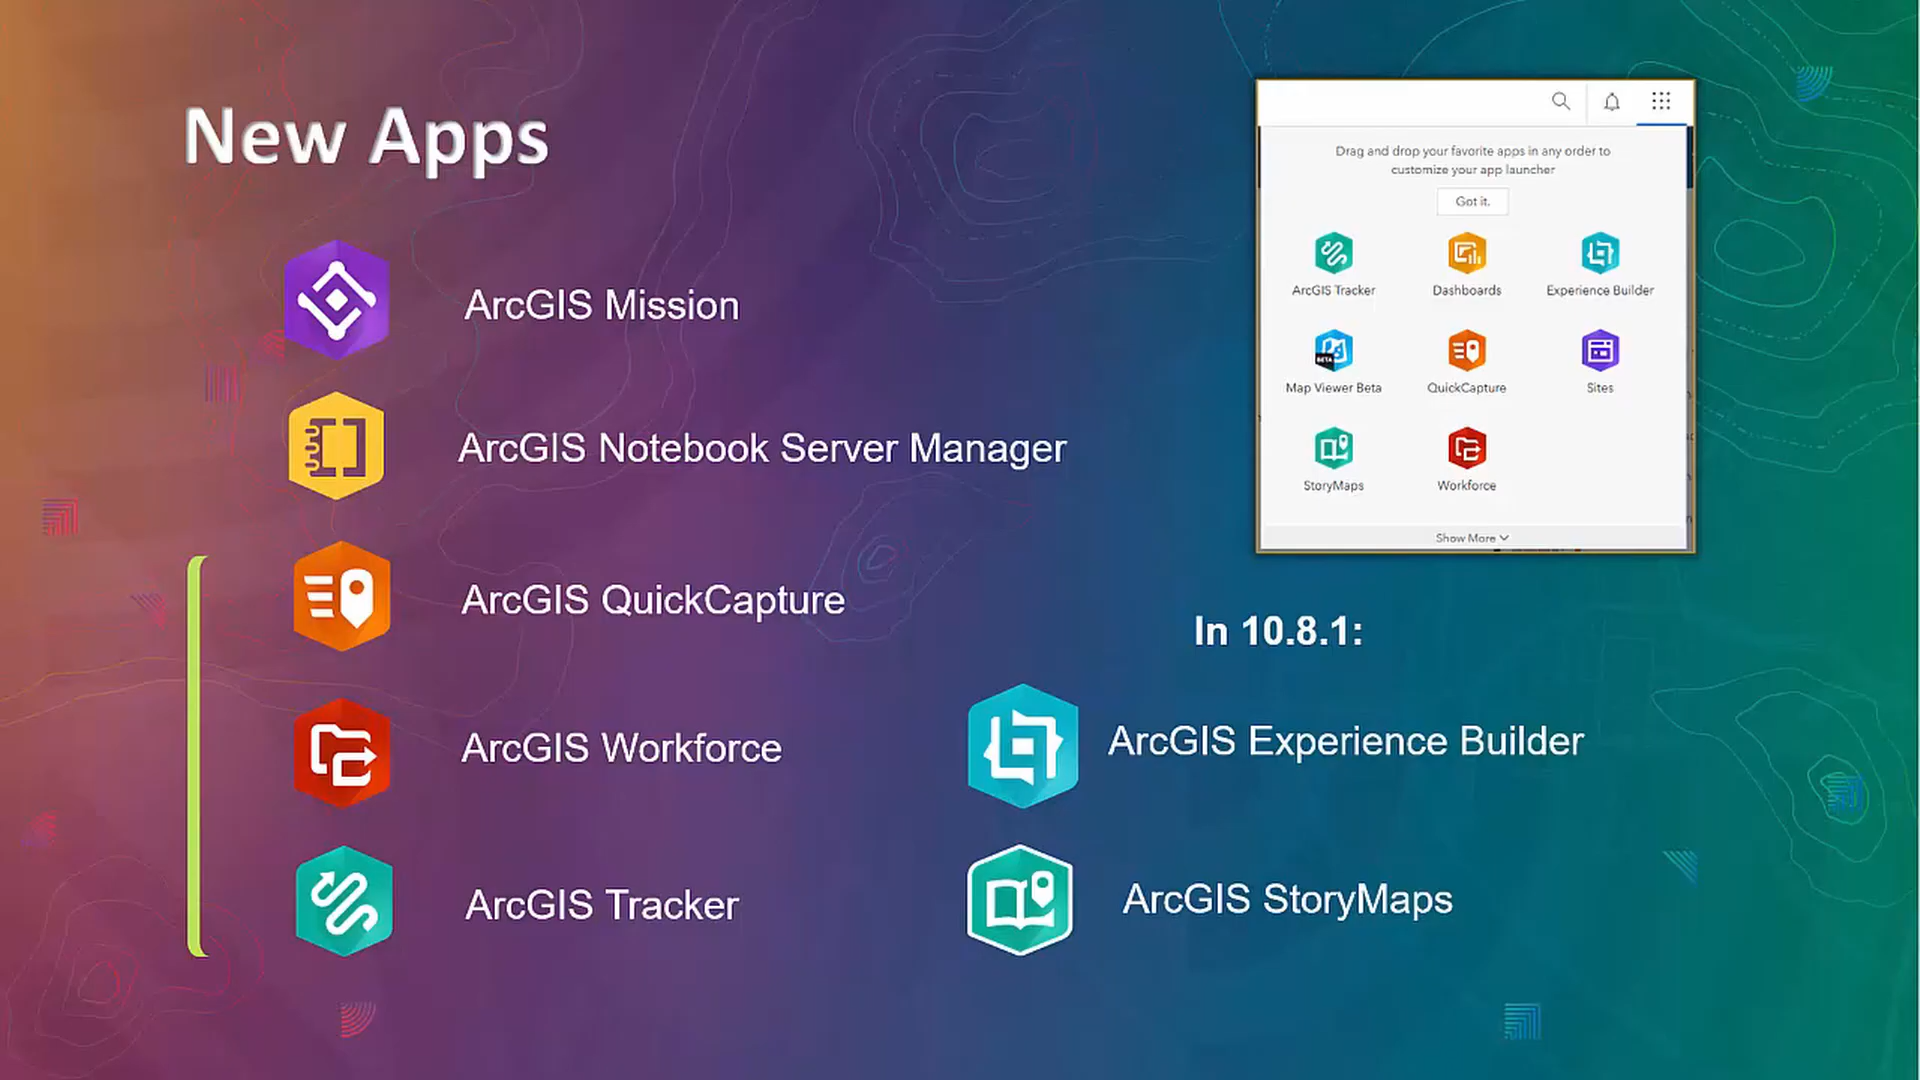 New Apps
ArcGIS Mission
ArcGIS Notebook Server Manager
ArcGIS QuickCapture
ArcGIS Workforce
ArcGIS Tracker
Drag and drop your favorite apps in any order to
customize your app launcher
Got it.
ArcGIS Tracker
Dashboards
Experience Builder
BETA
Map Viewer Beta
QuickCapture
Sites
StoryMaps
Workforce
Show More
In 10.8.1:
ArcGIS Experience Builder
ArcGIS StoryMaps